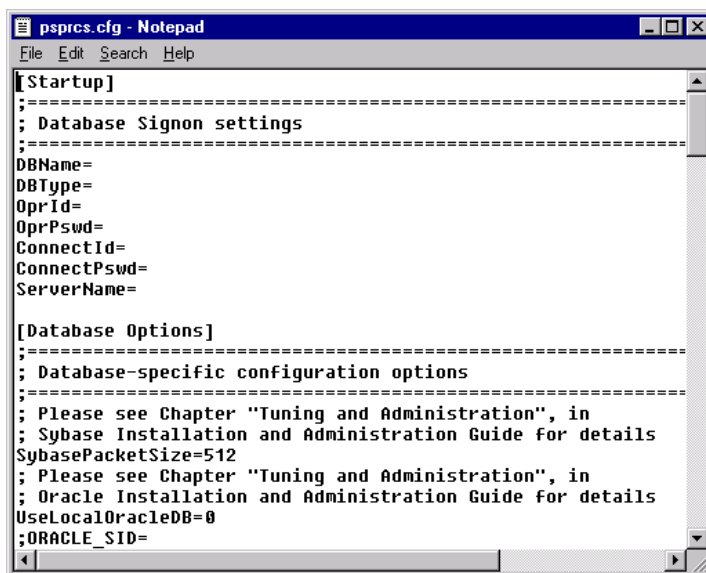 psprcs.cfg - Notepad
File Edit Search Help
[Startup]
;============================================================
; Database Signon settings
;============================================================
DBName=
DBType=
OprId=
OprPswd=
ConnectId=
ConnectPswd=
ServerName=
[Database Options]
;============================================================
; Database-specific configuration options
;============================================================
; Please see Chapter "Tuning and Administration", in
; Sybase Installation and Administration Guide for details
SybasePacketSize=512
; Please see Chapter "Tuning and Administration", in
; Oracle Installation and Administration Guide for details
UseLocalOracleDB=0
;ORACLE_SID=